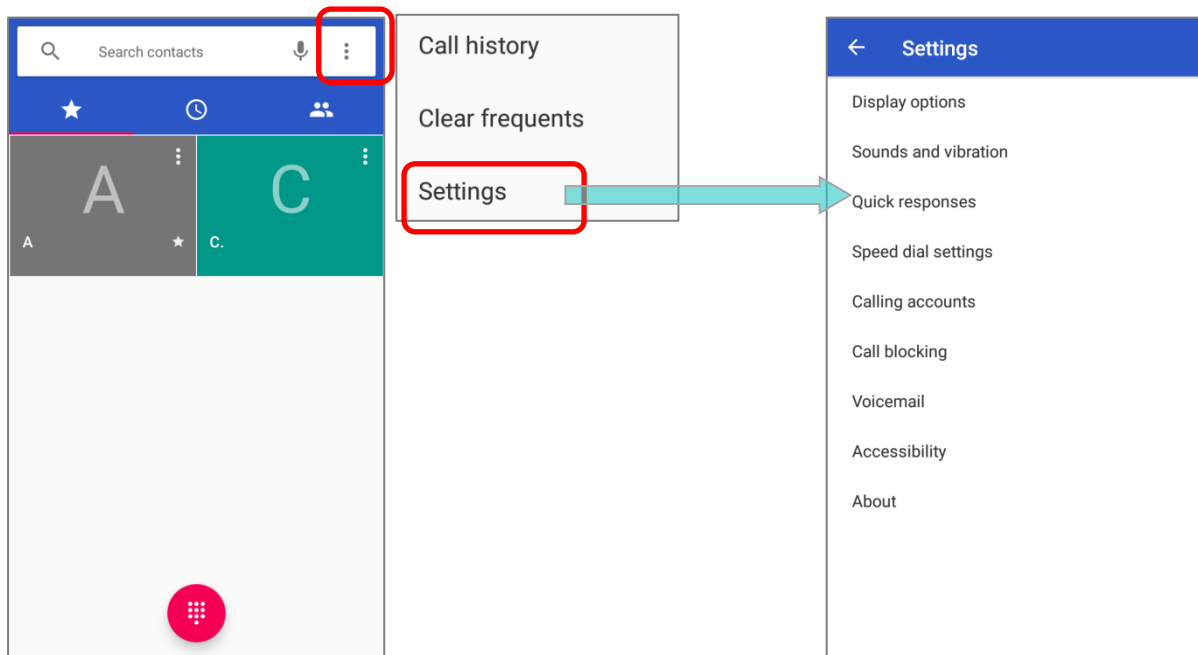 Search contacts
A
A
C
C.
Call history
Clear frequents
Settings
Settings
Display options
Sounds and vibration
Quick responses
Speed dial settings
Calling accounts
Call blocking
Voicemail
Accessibility
About